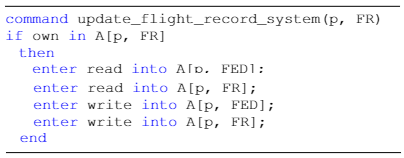 command update_flight_record_system(p, FR)
if own in A[p, FR]
then
enter read into A[p, FED];
enter read into A[p, FR];
enter write into A[p, FED];
enter write into A[p, FR];
end